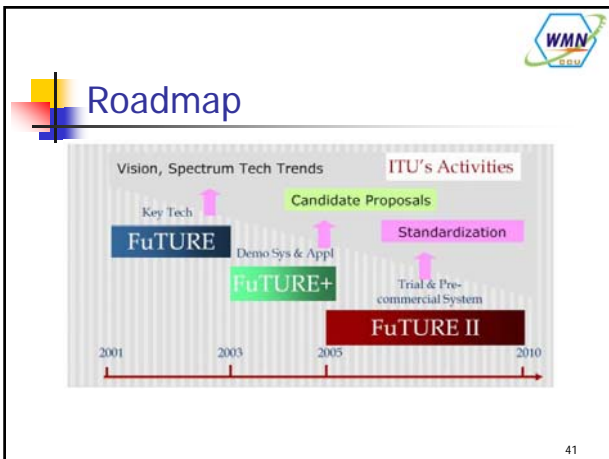 WMN
CCU
Roadmap
Vision, Spectrum Tech Trends
ITU's Activities
Candidate Proposals
Key Tech
Standardization
FuTURE
Demo Sys & Appl
FuTURE+
Trial & Pre-
commercial System
FuTURE II
2001
2003
2005
2010
41